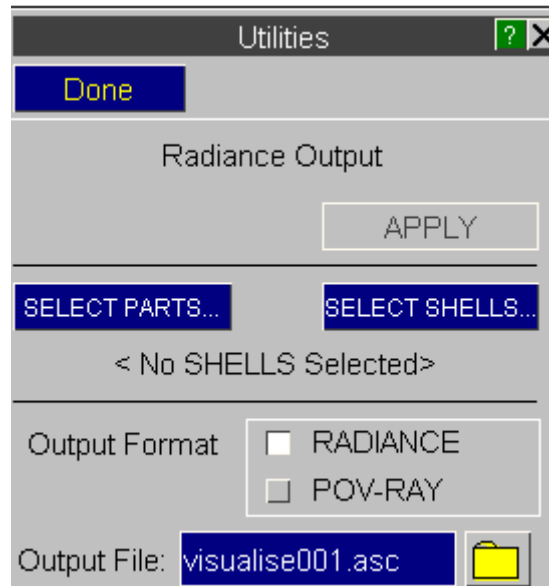 Utilities ? X
Done
Radiance Output
APPLY
SELECT PARTS... SELECT SHELLS...
< No SHELLS Selected>
Output Format RADIANCE
POV-RAY
Output File: visualise001.asc